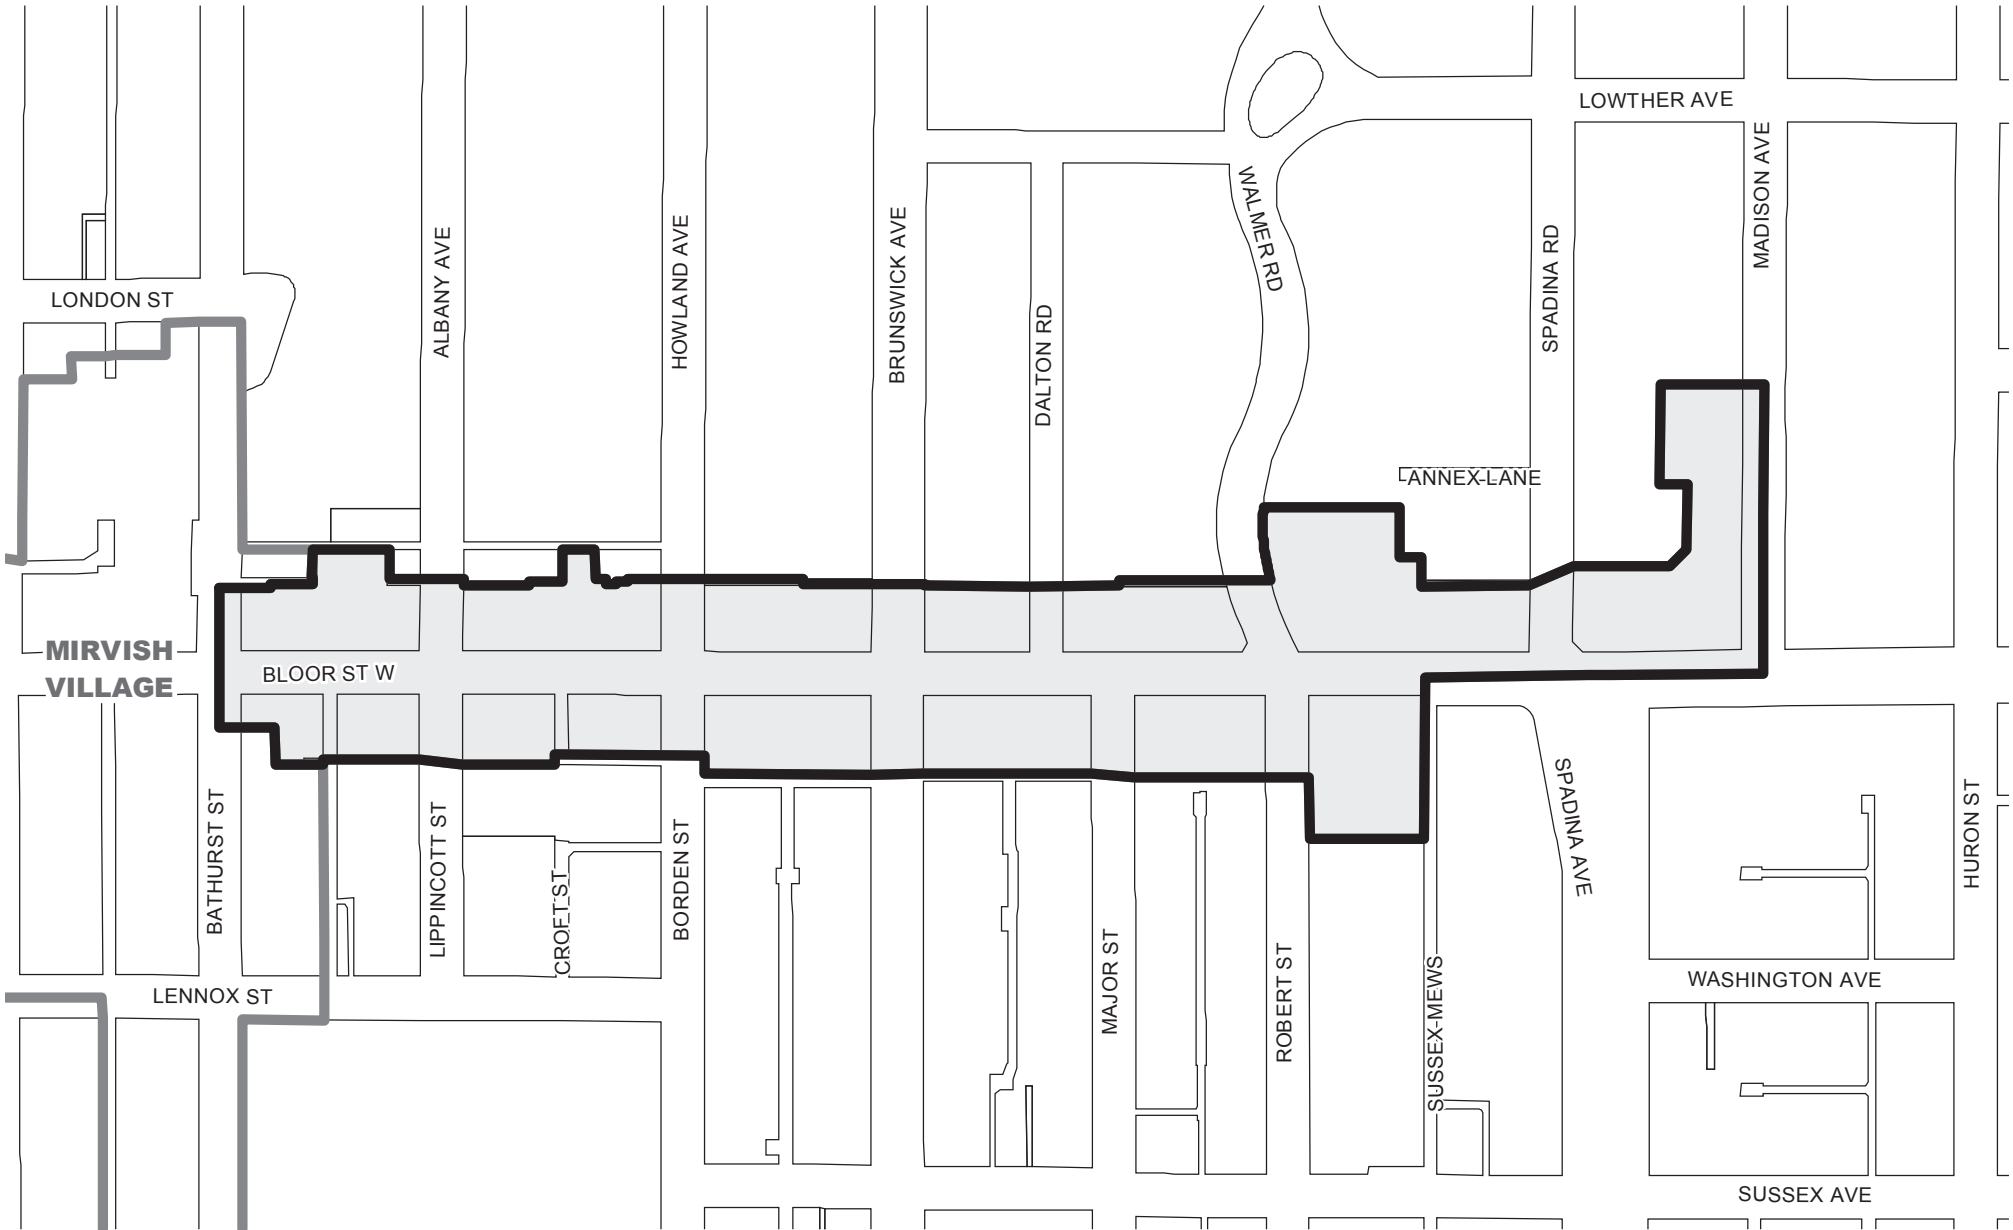 LOWTHER AVE
MADISON AVE
WALMER RD
ALBANY AVE
HOWLAND AVE
BRUNSWICK AVE
SPADINA RD
LONDON ST
DALTON RD
ANNEX LANE
MIRVISH
VILLAGE
BLOOR ST W
BATHURST ST
LIPPINCOTT ST
CROFT ST
BORDEN ST
SPADINA AVE
HURON ST
MAJOR ST
ROBERT ST
SUSSEX MEWS
WASHINGTON AVE
LENNOX ST
SUSSEX AVE